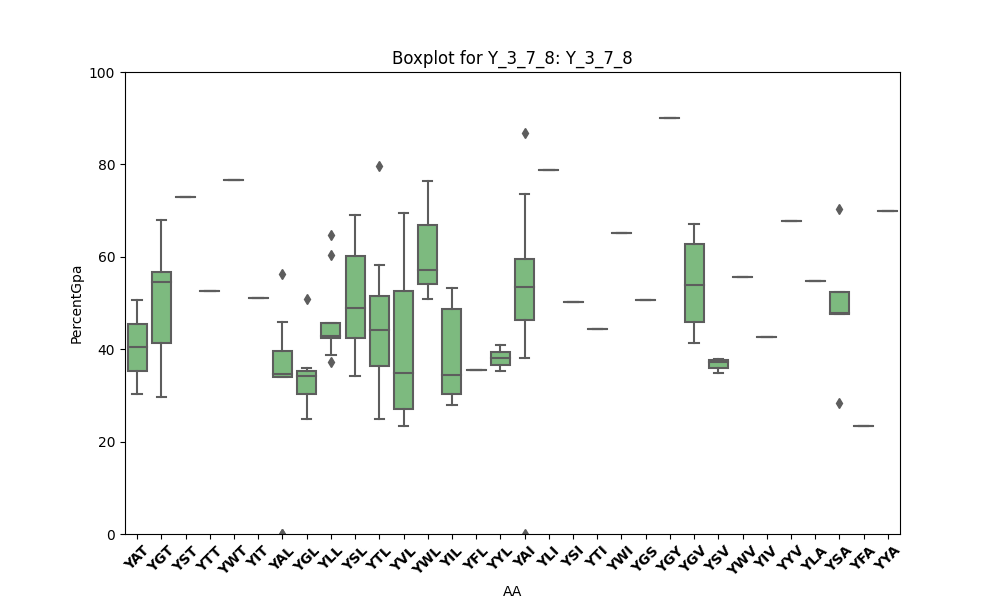 Boxplot for Y_3_7_8: Y_3_7_8
100
80
60
40
20
0
PercentGpa
YAT YGT YST YTT YWT YIT YAL YGL YLL YSL YTL YVL YWL YIL YFL YYL YAI YLI YSI YTI YWI YGS YGY YGV YSV YWV YIV YYV YLA YSA YFA YYA
AA